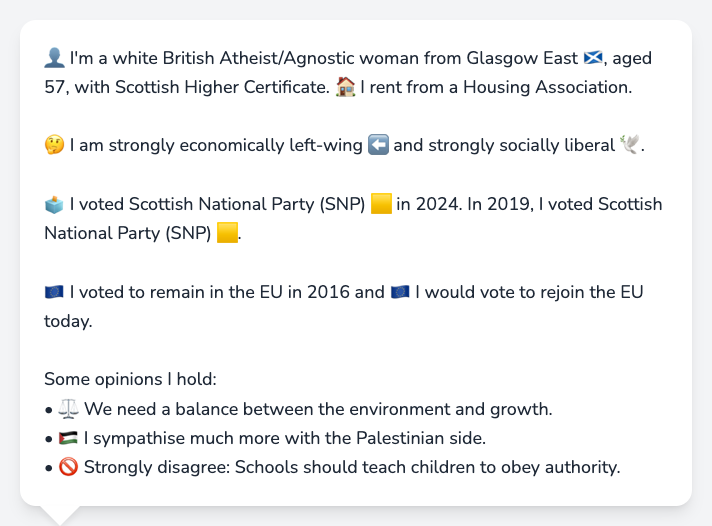 👤 I'm a white British Atheist/Agnostic woman from Glasgow East 🏴󠁧󠁢󠁳󠁣󠁴󠁿, aged
57, with Scottish Higher Certificate. 🏠 I rent from a Housing Association.
🤔 I am strongly economically left-wing ⬅️ and strongly socially liberal 🕊️.
🗳️ I voted Scottish National Party (SNP) 🟨 in 2024. In 2019, I voted Scottish
National Party (SNP) 🟨.
🇪🇺 I voted to remain in the EU in 2016 and 🇪🇺 I would vote to rejoin the EU
today.
Some opinions I hold:
• ⚖️ We need a balance between the environment and growth.
• 🇵🇸 I sympathise much more with the Palestinian side.
• 🚫 Strongly disagree: Schools should teach children to obey authority.